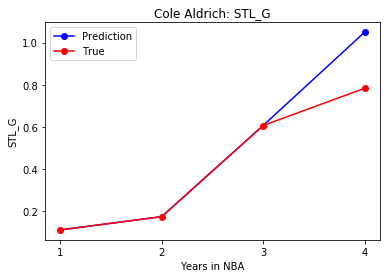 Cole Aldrich: STL_G
Prediction
True
1.0
0.8
0.6
0.4
0.2
STL_G
1 2 3 4
Years in NBA